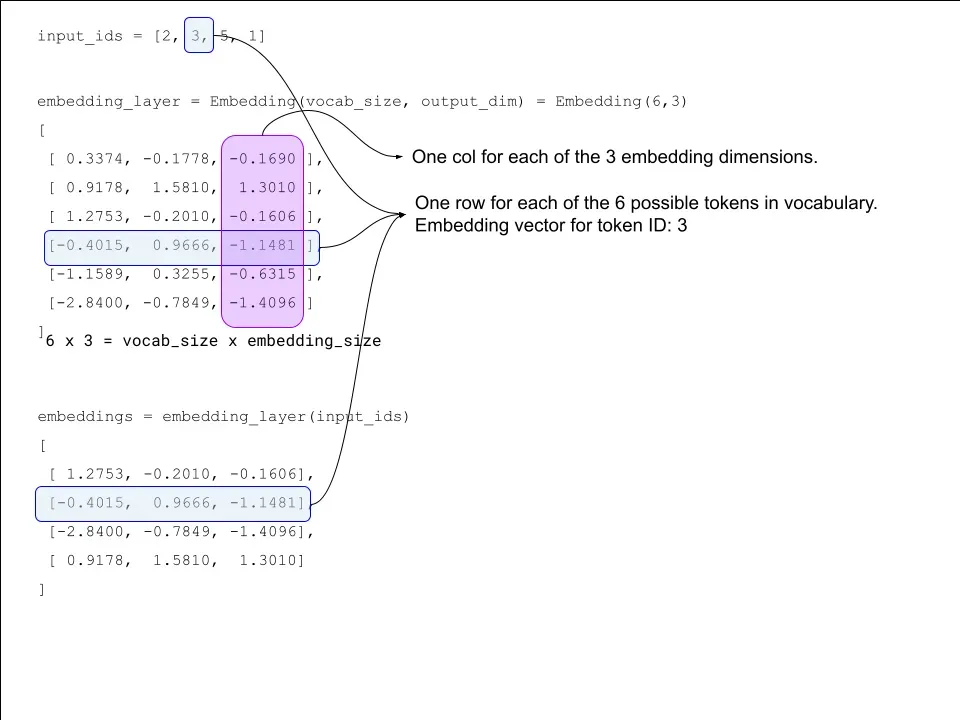 input_ids = [2, 3, 5, 1]
embedding_layer = Embedding(vocab_size, output_dim) = Embedding(6,3)
[
[ 0.3374, -0.1778, -0.1690 ],
One col for each of the 3 embedding dimensions.
[ 0.9178,  1.5810,  1.3010 ],
One row for each of the 6 possible tokens in vocabulary.
[ 1.2753, -0.2010, -0.1606 ],
Embedding vector for token ID: 3
[-0.4015,  0.9666, -1.1481 ],
[-1.1589,  0.3255, -0.6315 ],
[-2.8400, -0.7849, -1.4096 ]
]
6 x 3 = vocab_size x embedding_size
embeddings = embedding_layer(input_ids)
[
[ 1.2753, -0.2010, -0.1606],
[-0.4015,  0.9666, -1.1481],
[-2.8400, -0.7849, -1.4096],
[ 0.9178,  1.5810,  1.3010]
]